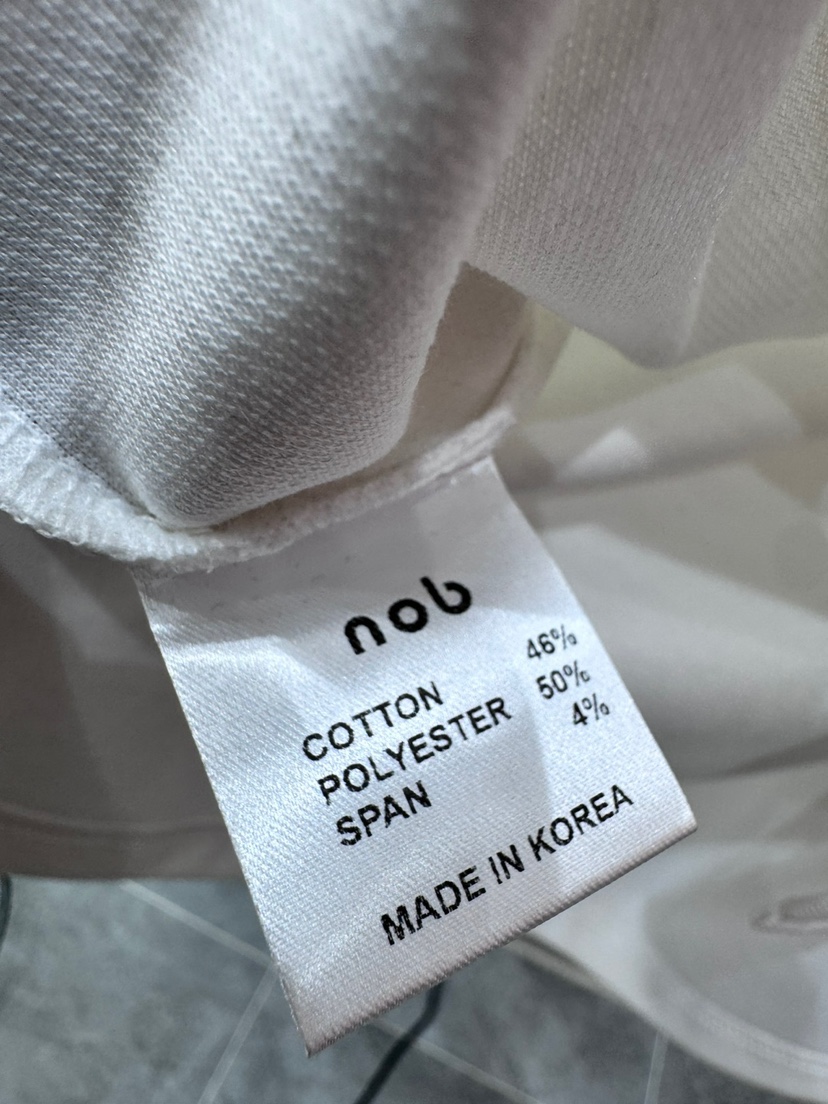 nob
COTTON 46%
POLYESTER 50%
SPAN 4%
MADE IN KOREA